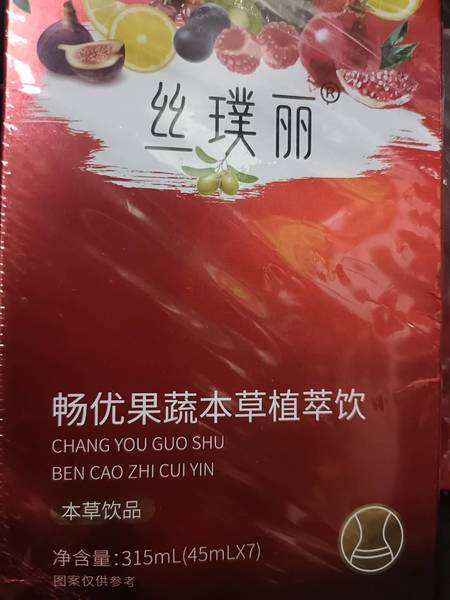 丝璞丽®
畅优果蔬本草植萃饮
CHANG YOU GUO SHU
BEN CAO ZHI CUI YIN
本草饮品
净含量:315mL(45mLX7)
图案仅供参考